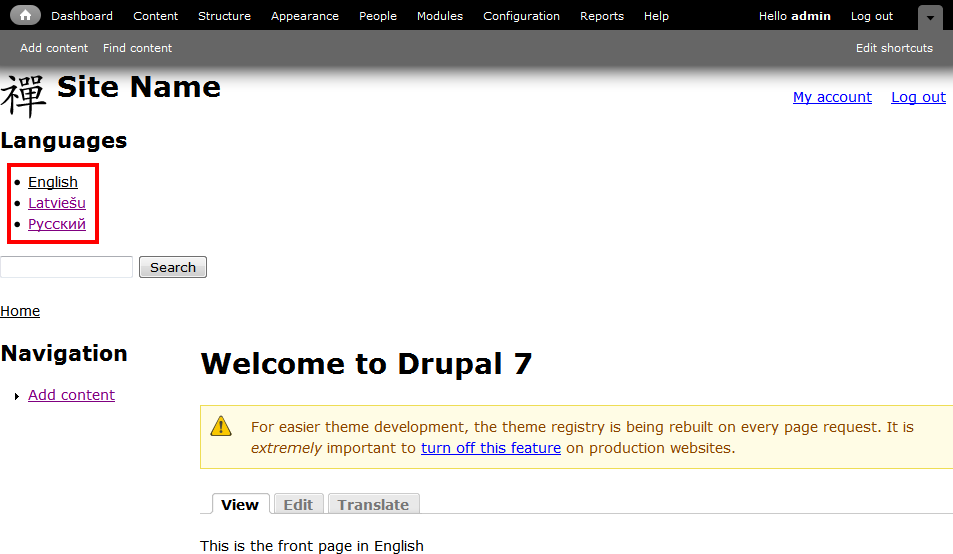 Dashboard Content Structure Appearance People Modules Configuration Reports Help Hello admin Log out
Add content Find content Edit shortcuts
禪 Site Name
My account Log out
Languages
English
Latviešu
Русский
Search
Home
Navigation
Add content
Welcome to Drupal 7
For easier theme development, the theme registry is being rebuilt on every page request. It is
extremely important to turn off this feature on production websites.
View Edit Translate
This is the front page in English